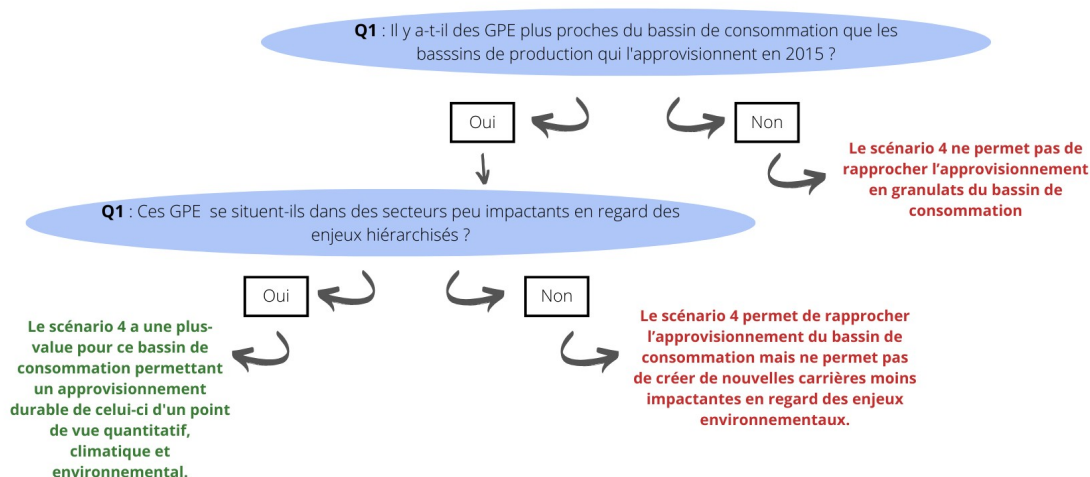 Q1 : Il y a-t-il des GPE plus proches du bassin de consommation que les
basssins de production qui l'approvisionnent en 2015 ?
Oui
Non
Le scénario 4 ne permet pas de
rapprocher l’approvisionnement
en granulats du bassin de
consommation
Q1 : Ces GPE se situent-ils dans des secteurs peu impactants en regard des
enjeux hiérarchisés ?
Oui
Non
Le scénario 4 a une plus-
value pour ce bassin de
consommation permettant
un approvisionnement
durable de celui-ci d'un point
de vue quantitatif,
climatique et
environnemental.
Le scénario 4 permet de rapprocher
l’approvisionnement du bassin de
consommation mais ne permet pas
de créer de nouvelles carrières moins
impactantes en regard des enjeux
environnementaux.